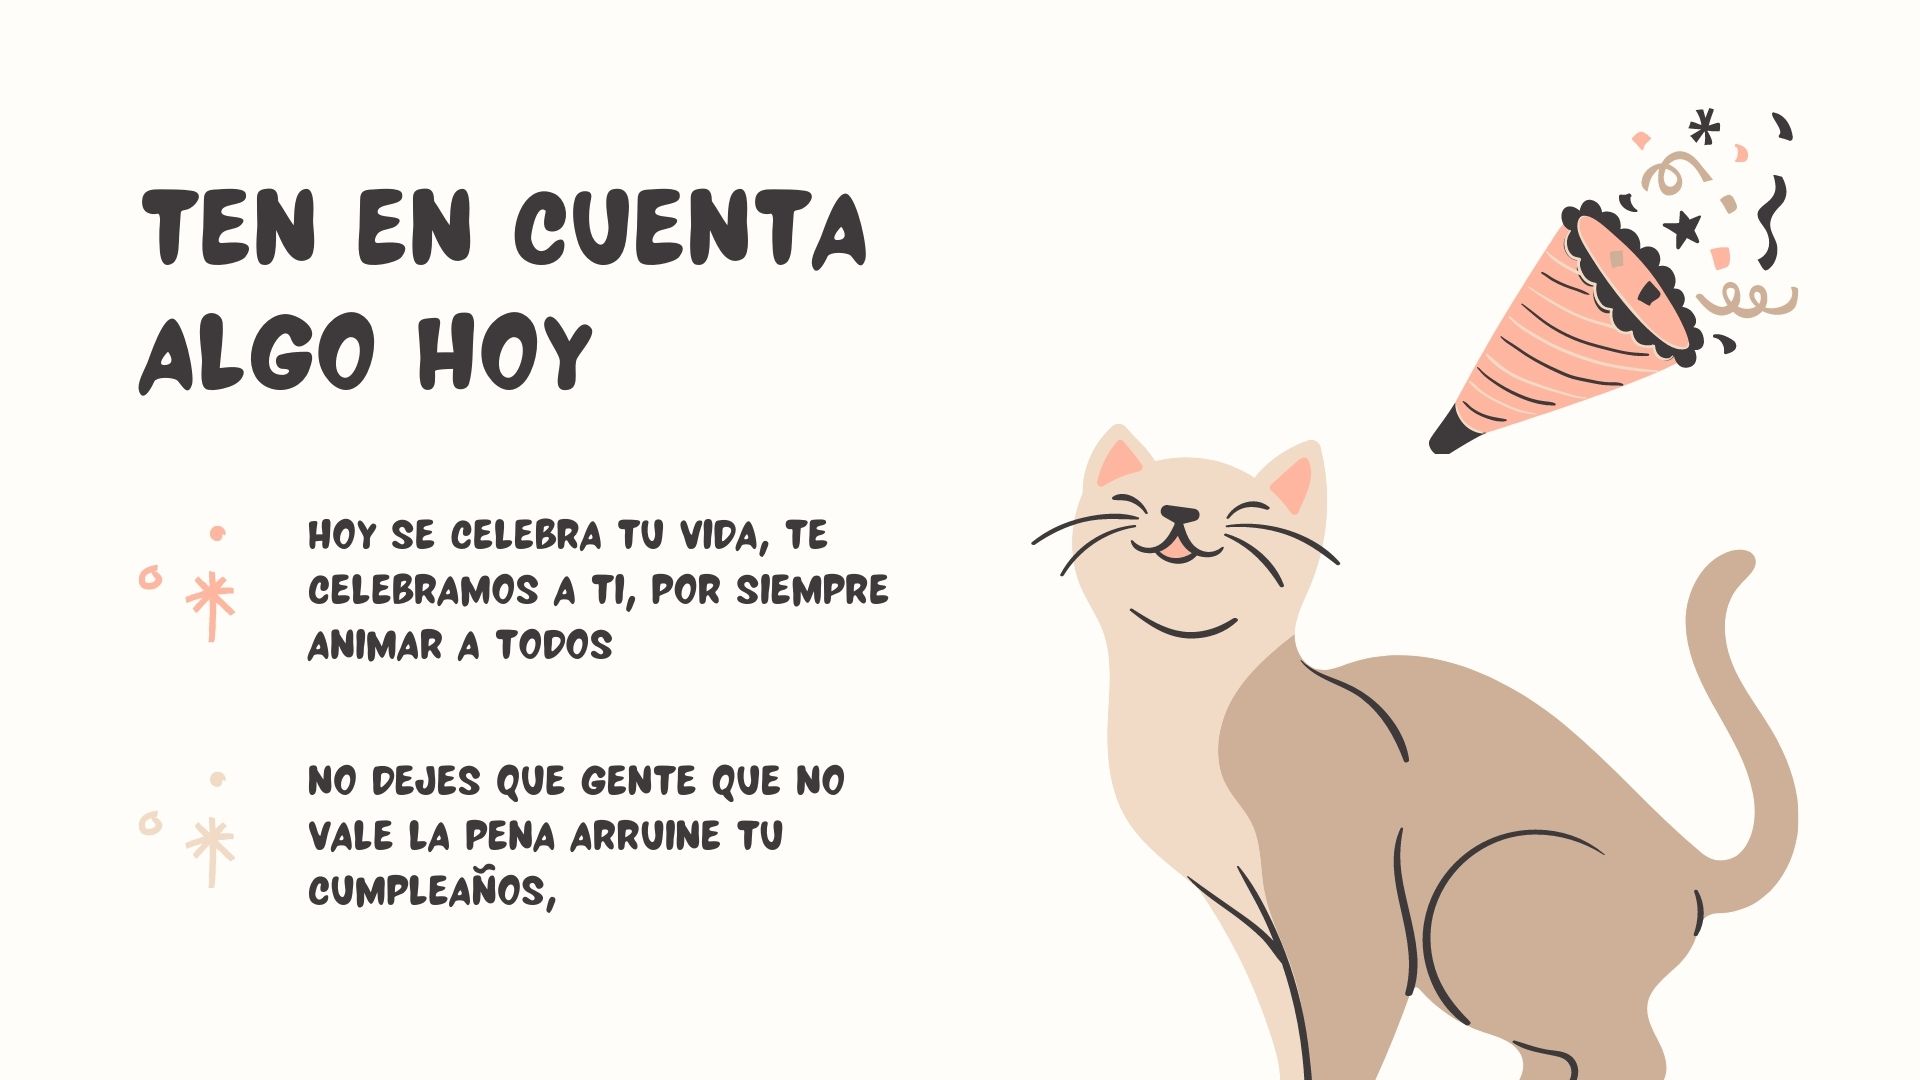 TEN EN CUENTA
ALGO HOY
HOY SE CELEBRA TU VIDA, TE
CELEBRAMOS A TI, POR SIEMPRE
ANIMAR A TODOS
NO DEJES QUE GENTE QUE NO
VALE LA PENA ARRUINE TU
CUMPLEAÑOS,